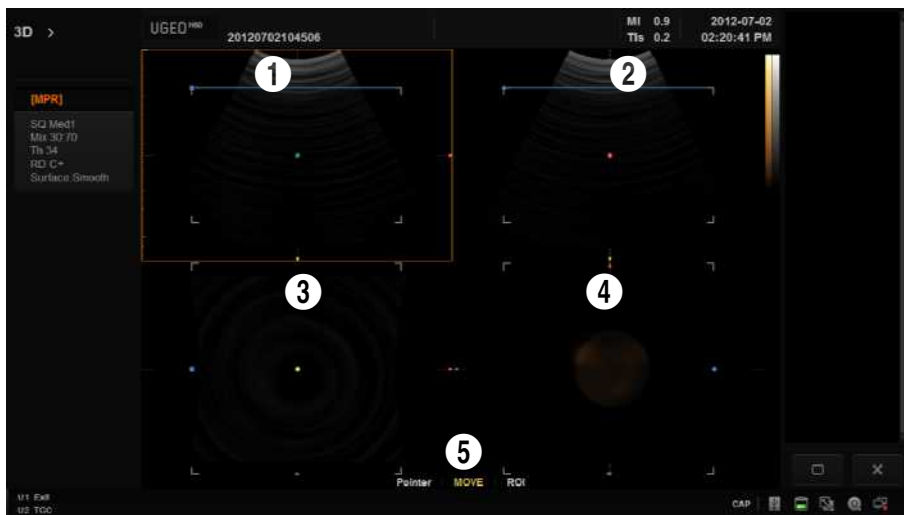 3D >
UGEO H60
20120702104506
MI 0.9
TIs 0.2
2012-07-02
02:20:41 PM
[MPR]
SQ Med1
Mix 30/70
Th 34
RD C+
Surface Smooth
1
2
3
4
5
Pointer MOVE ROI
U1 Exit
U2 TGC
CAP